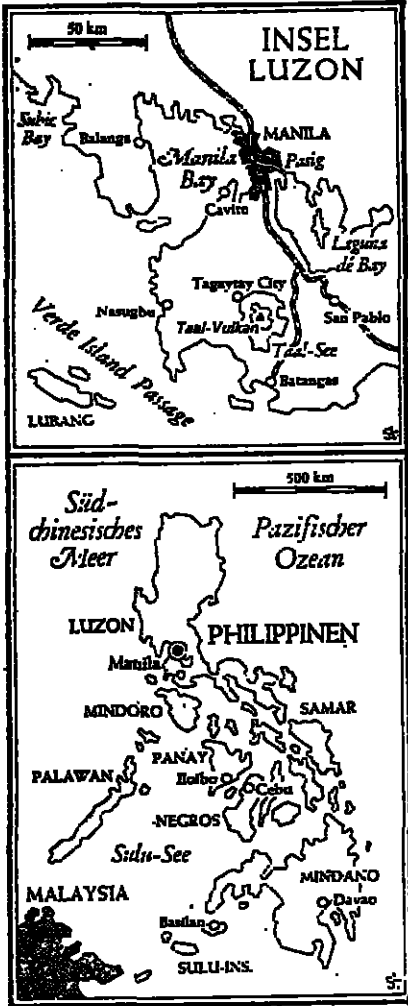 50 km
INSEL
LUZON
Subic
Bay
Balanga
MANILA
Manila
Bay
Pasig
Cavite
Laguna
dé Bay
Tagaytay City
Nasugbu
Taal-Vulkan
San Pablo
Taal-See
Verde Island Passage
Batangas
LUBANG
500 km
Süd-
chinesisches
Meer
Pazifischer
Ozean
LUZON
PHILIPPINEN
Manila
MINDORO
SAMAR
PANAY
PALAWAN
Iloilo
Cebu
NEGROS
Sulu-See
MINDANO
MALAYSIA
Davao
Basilan
SULU-INS.